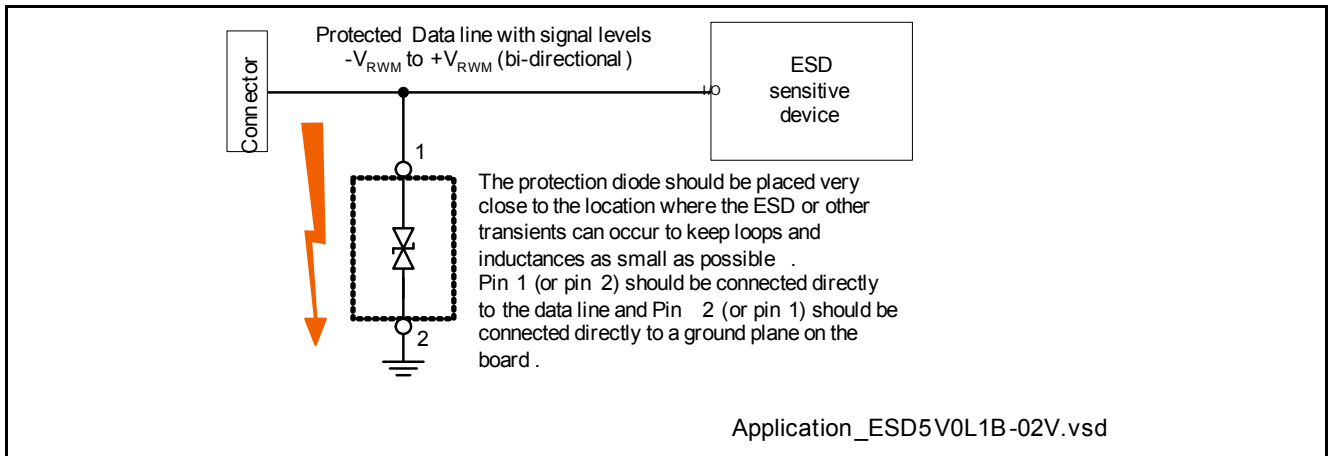 Connector
Protected Data line with signal levels
-VRWM to +VRWM (bi-directional)
I/O
ESD
sensitive
device
1
2
The protection diode should be placed very
close to the location where the ESD or other
transients can occur to keep loops and
inductances as small as possible .
Pin 1 (or pin 2) should be connected directly
to the data line and Pin 2 (or pin 1) should be
connected directly to a ground plane on the
board .
Application_ESD5V0L1B-02V.vsd